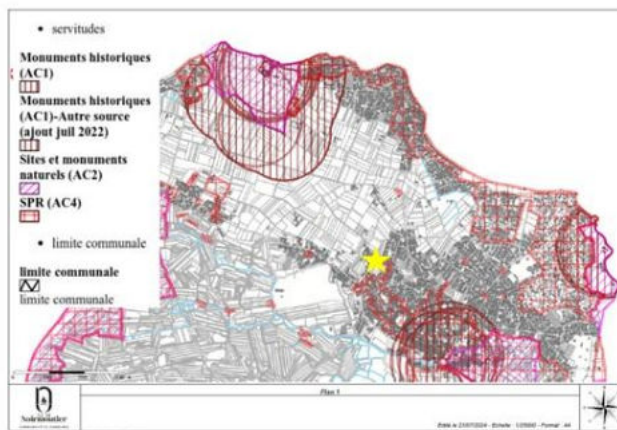 • servitudes
Monuments historiques
(AC1)
Monuments historiques
(AC1)-Autre source
(ajout juil 2022)
Sites et monuments
naturels (AC2)
SPR (AC4)
• limite communale
limite communale
limite communale
Plan 1
Noirmoutier